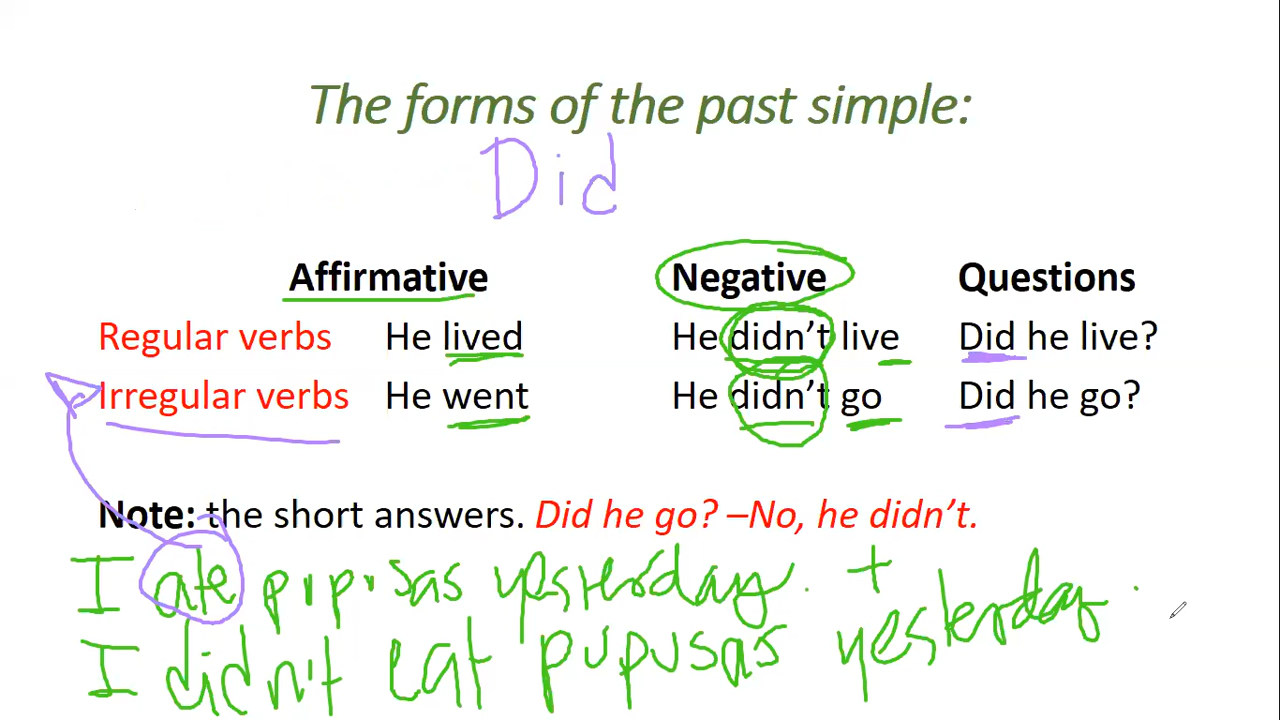 The forms of the past simple:
Did
Affirmative Negative Questions
Regular verbs He lived He didn't live Did he live?
Irregular verbs He went He didn't go Did he go?
Note: the short answers. Did he go? –No, he didn't.
I ate pupusas yesterday. +
I didn't eat pupusas yesterday.